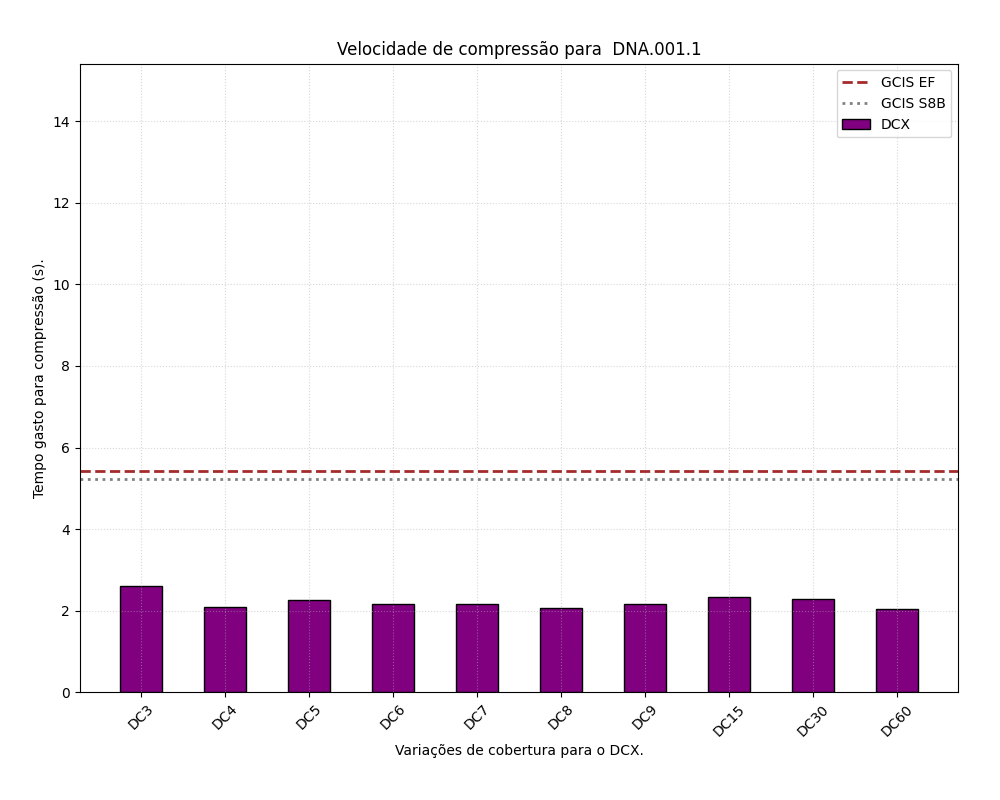 Velocidade de compressão para  DNA.001.1
GCIS EF
GCIS S8B
DCX
Tempo gasto para compressão (s).
14
12
10
8
6
4
2
0
DC3
DC4
DC5
DC6
DC7
DC8
DC9
DC15
DC30
DC60
Variações de cobertura para o DCX.